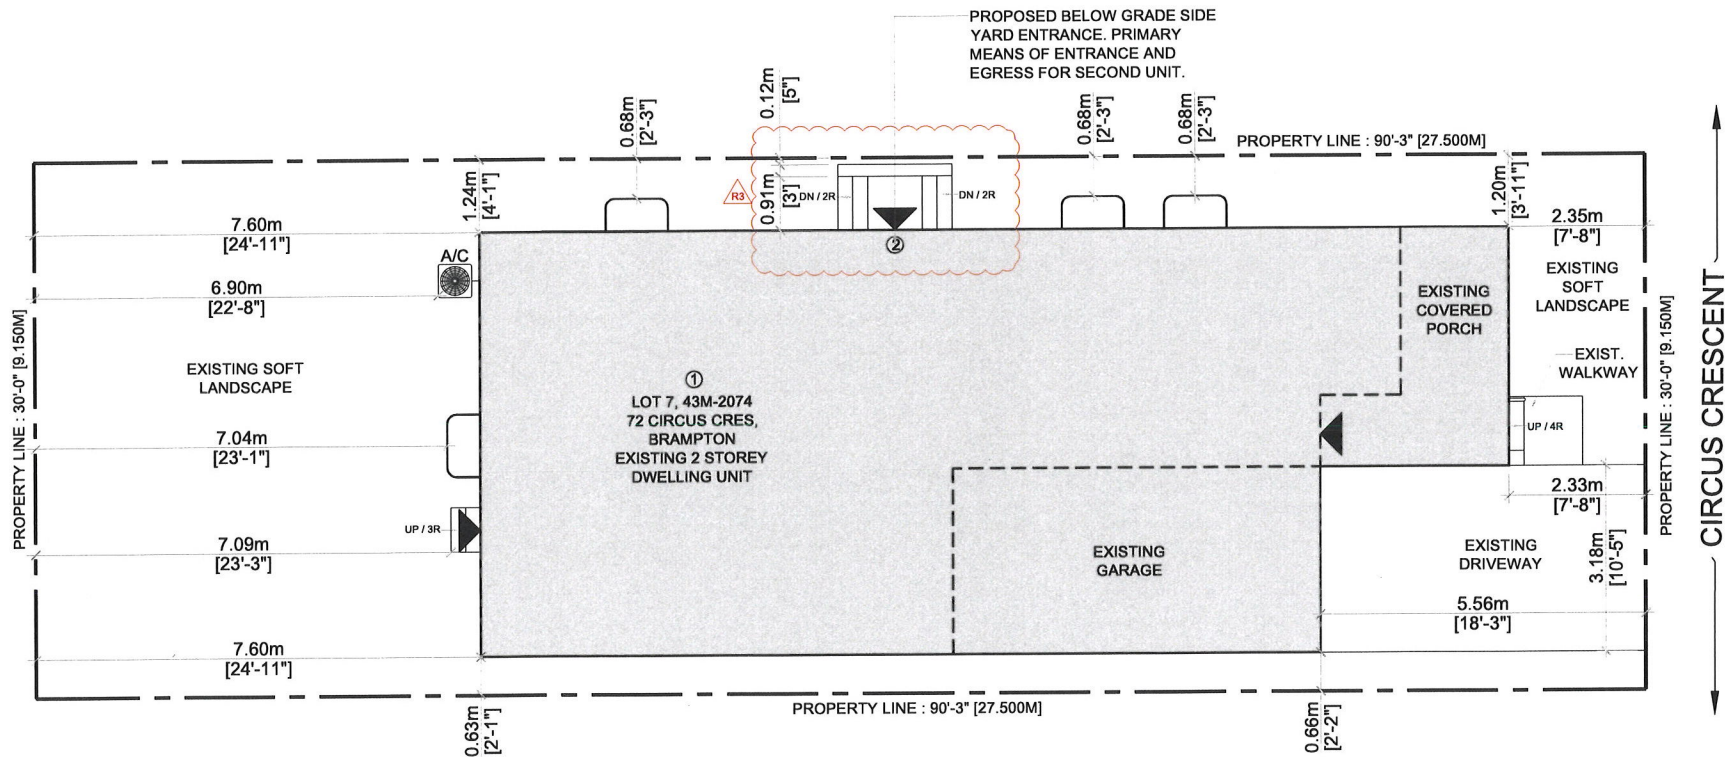 PROPOSED BELOW GRADE SIDE
YARD ENTRANCE. PRIMARY
MEANS OF ENTRANCE AND
EGRESS FOR SECOND UNIT.
0.12m
[5"]
0.68m
[2'-3"]
0.68m
[2'-3"]
0.68m
[2'-3"]
PROPERTY LINE : 90'-3" [27.500M]
1.24m
[4'-1"]
R3
0.91m
[3']
DN / 2R
DN / 2R
1.20m
[3'-11"]
7.60m
[24'-11"]
2.35m
[7'-8"]
②
A/C
6.90m
[22'-8"]
EXISTING
SOFT
LANDSCAPE
EXISTING
COVERED
PORCH
PROPERTY LINE : 30'-0" [9.150M]
EXISTING SOFT
LANDSCAPE
①
LOT 7, 43M-2074
72 CIRCUS CRES,
BRAMPTON
EXISTING 2 STOREY
DWELLING UNIT
EXIST.
WALKWAY
PROPERTY LINE : 30'-0" [9.150M]
CIRCUS CRESCENT
7.04m
[23'-1"]
UP / 4R
2.33m
[7'-8"]
UP / 3R
7.09m
[23'-3"]
EXISTING
GARAGE
EXISTING
DRIVEWAY
3.18m
[10'-5"]
5.56m
[18'-3"]
7.60m
[24'-11"]
PROPERTY LINE : 90'-3" [27.500M]
0.63m
[2'-1"]
0.66m
[2'-2"]